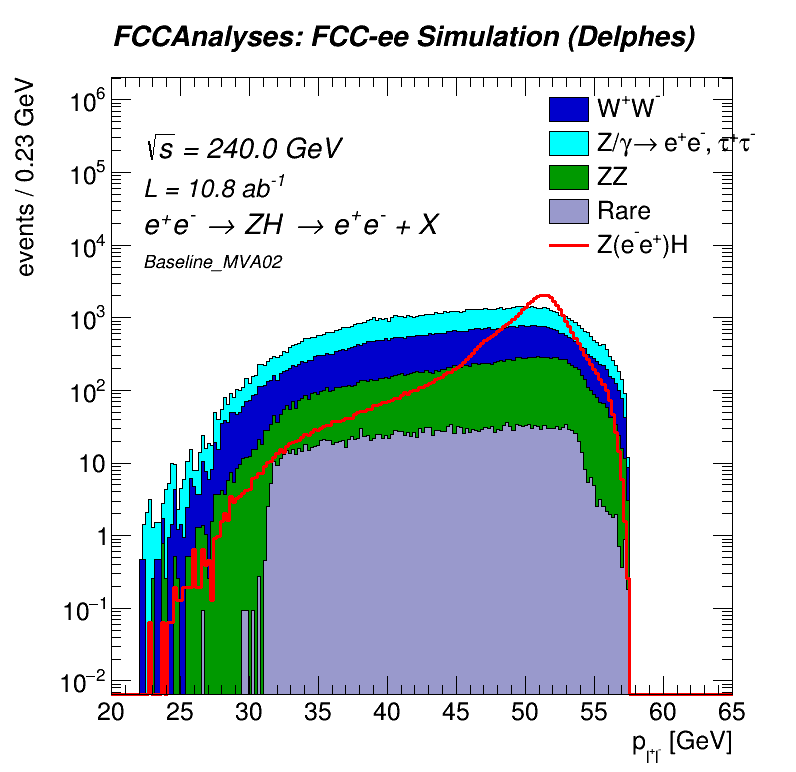 FCCAnalyses: FCC-ee Simulation (Delphes)
events / 0.23 GeV
10⁶
10⁵
10⁴
10³
10²
10
1
10⁻¹
10⁻²
√s = 240.0 GeV
L = 10.8 ab⁻¹
e⁺e⁻ → ZH → e⁺e⁻ + X
Baseline_MVA02
W⁺W⁻
Z/γ→ e⁺e⁻, τ⁺τ⁻
ZZ
Rare
Z(e⁻e⁺)H
20 25 30 35 40 45 50 55 60 65
p_{l⁺l⁻} [GeV]